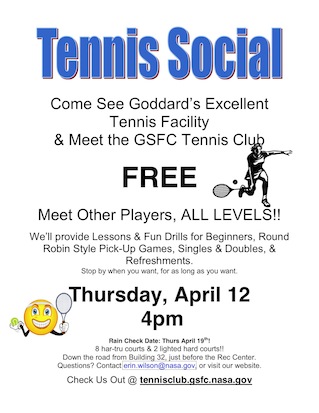 Tennis Social
Come See Goddard's Excellent
Tennis Facility
& Meet the GSFC Tennis Club
FREE
Meet Other Players, ALL LEVELS!!
We'll provide Lessons & Fun Drills for Beginners, Round
Robin Style Pick-Up Games, Singles & Doubles, &
Refreshments.
Stop by when you want, for as long as you want.
Thursday, April 12
4pm
Rain Check Date: Thurs April 19th!
8 har-tru courts & 2 lighted hard courts!!
Down the road from Building 32, just before the Rec Center.
Questions? Contact erin.wilson@nasa.gov, or visit our website.
Check Us Out @ tennisclub.gsfc.nasa.gov